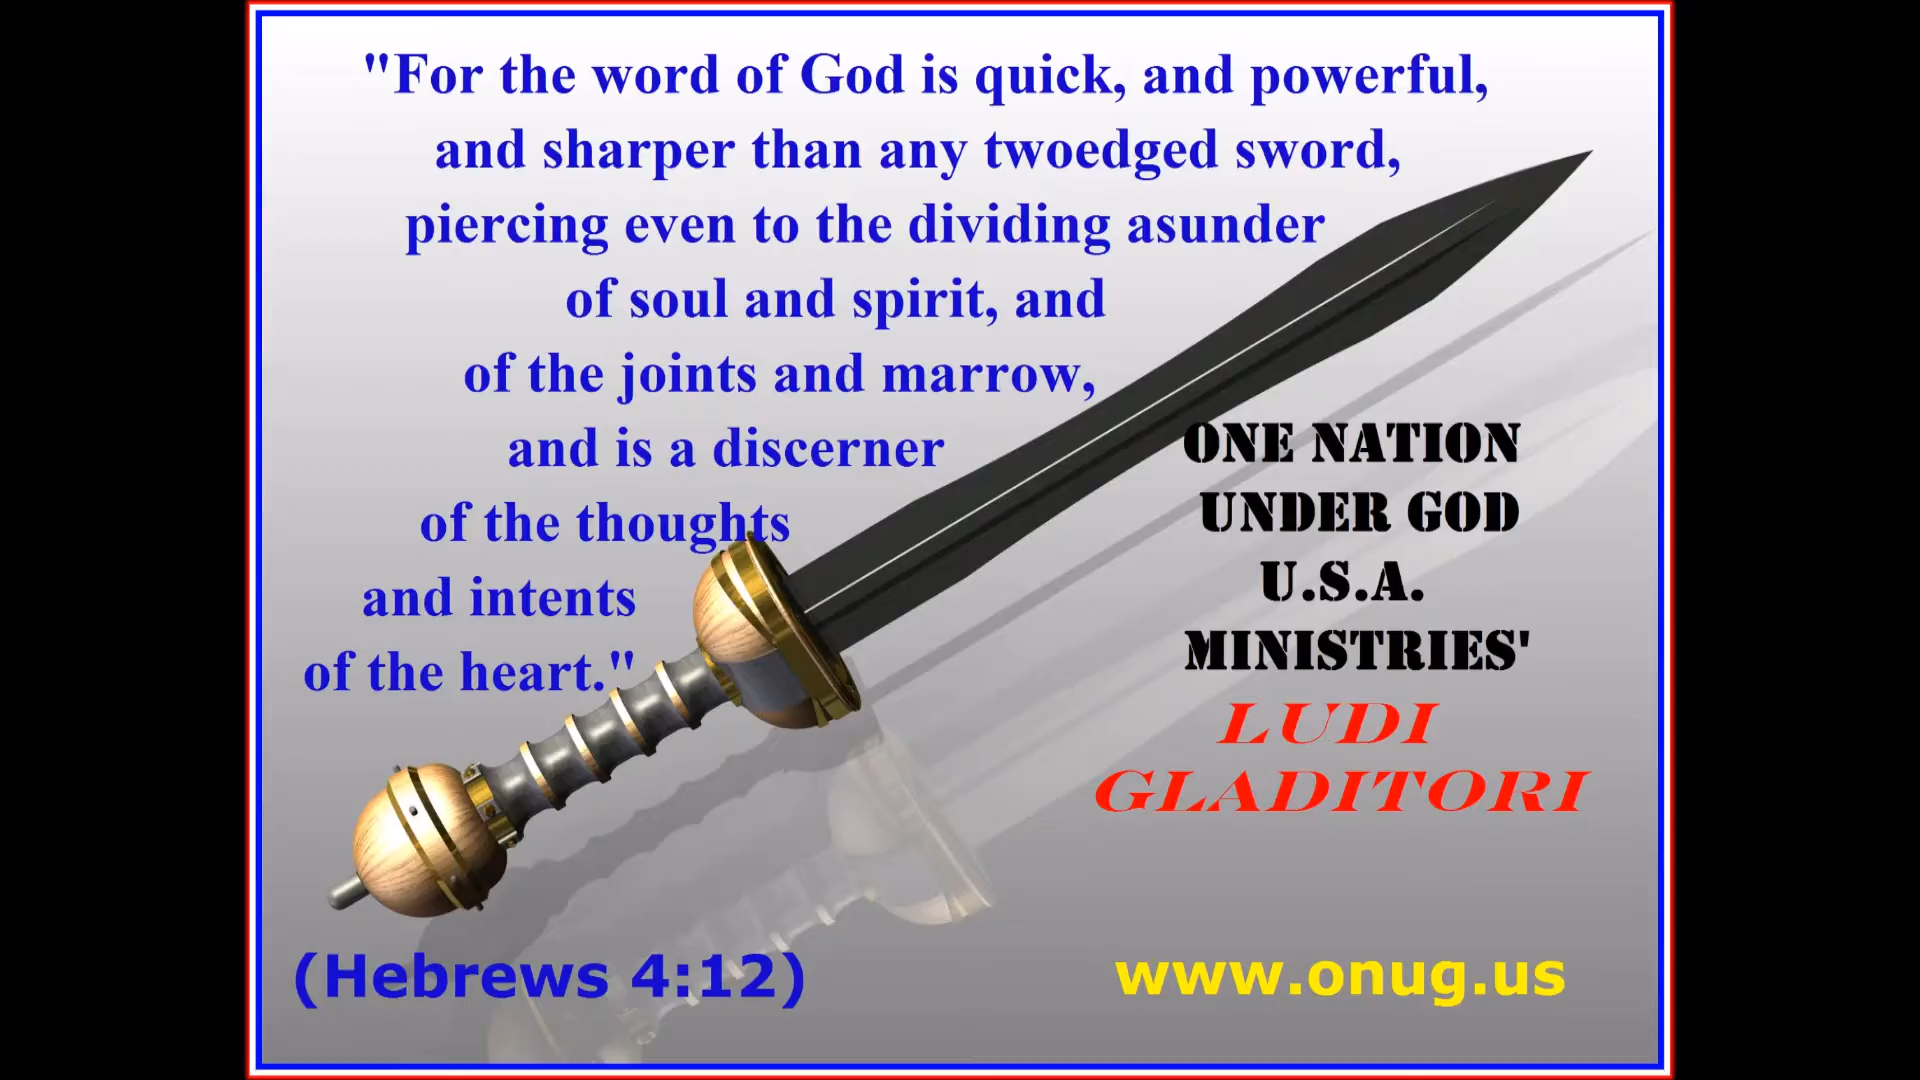 "For the word of God is quick, and powerful,
and sharper than any twoedged sword,
piercing even to the dividing asunder
of soul and spirit, and
of the joints and marrow,
and is a discerner
of the thoughts
and intents
of the heart."
ONE NATION
UNDER GOD
U.S.A.
MINISTRIES'
LUDI
GLADITORI
(Hebrews 4:12)
www.onug.us